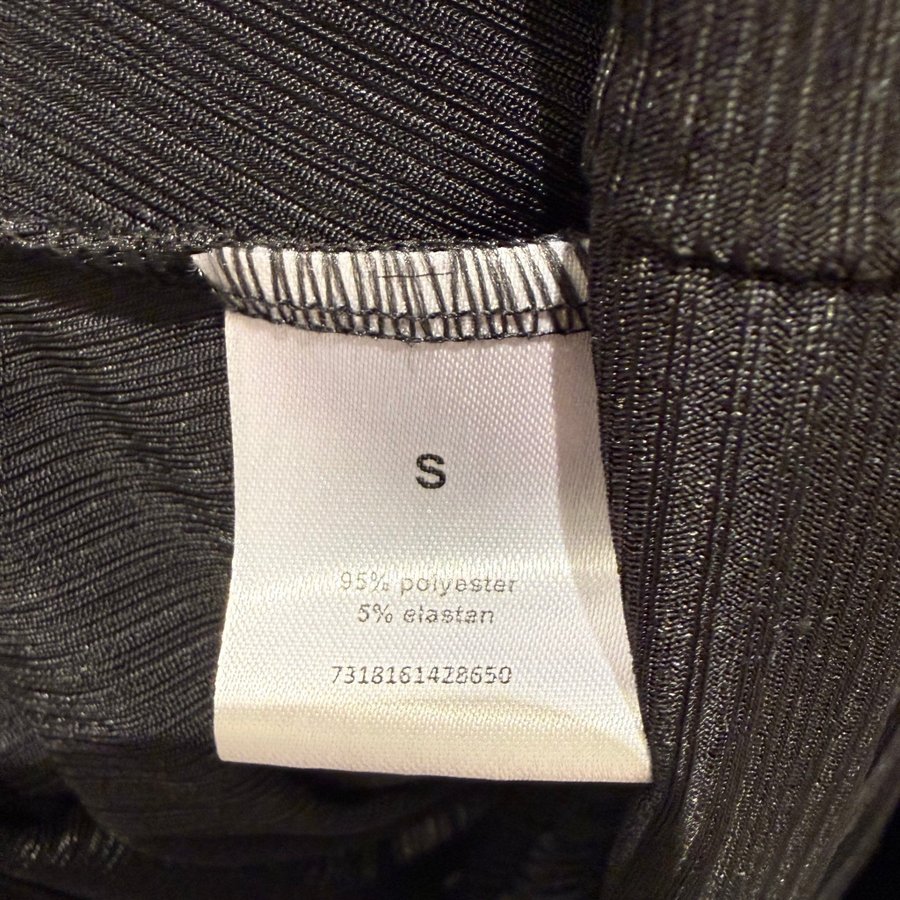 S
95% polyester
5% elastan
7318161428650